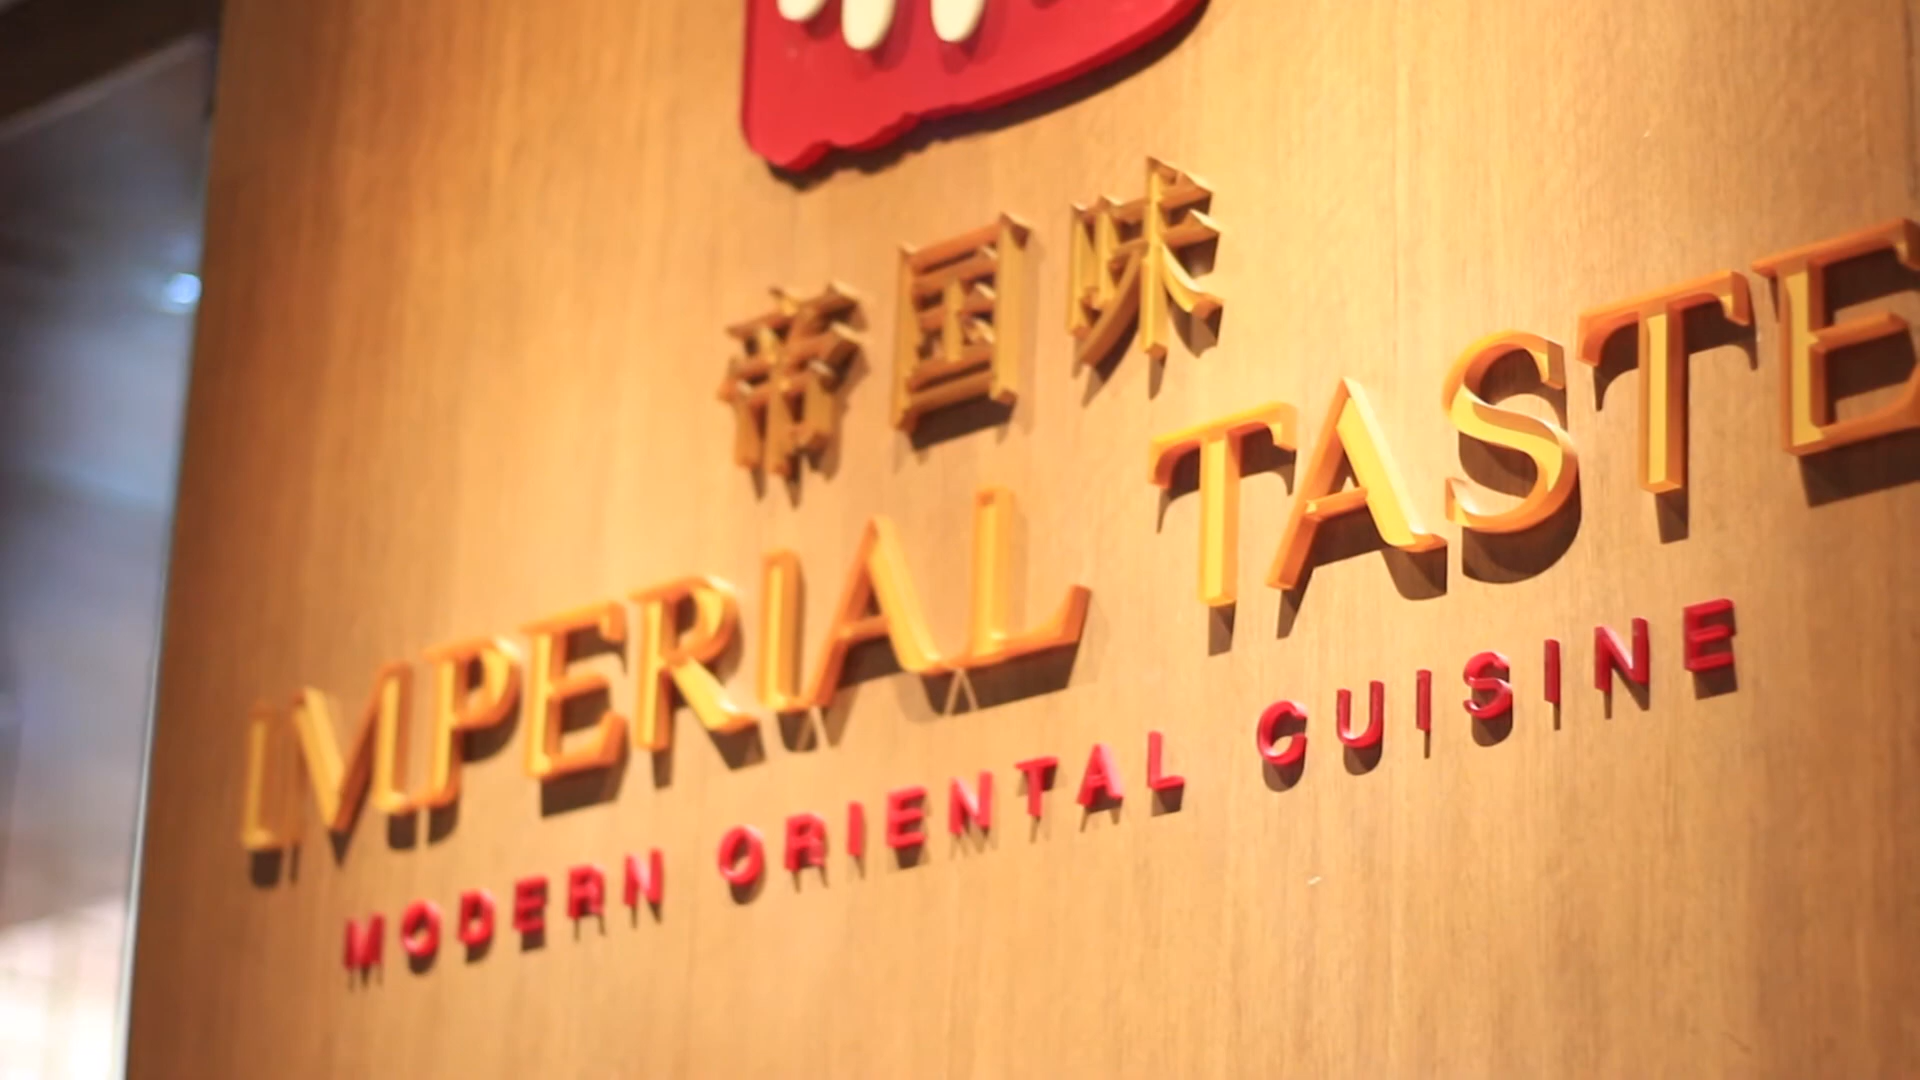 帝国味
IMPERIAL TASTE
MODERN ORIENTAL CUISINE